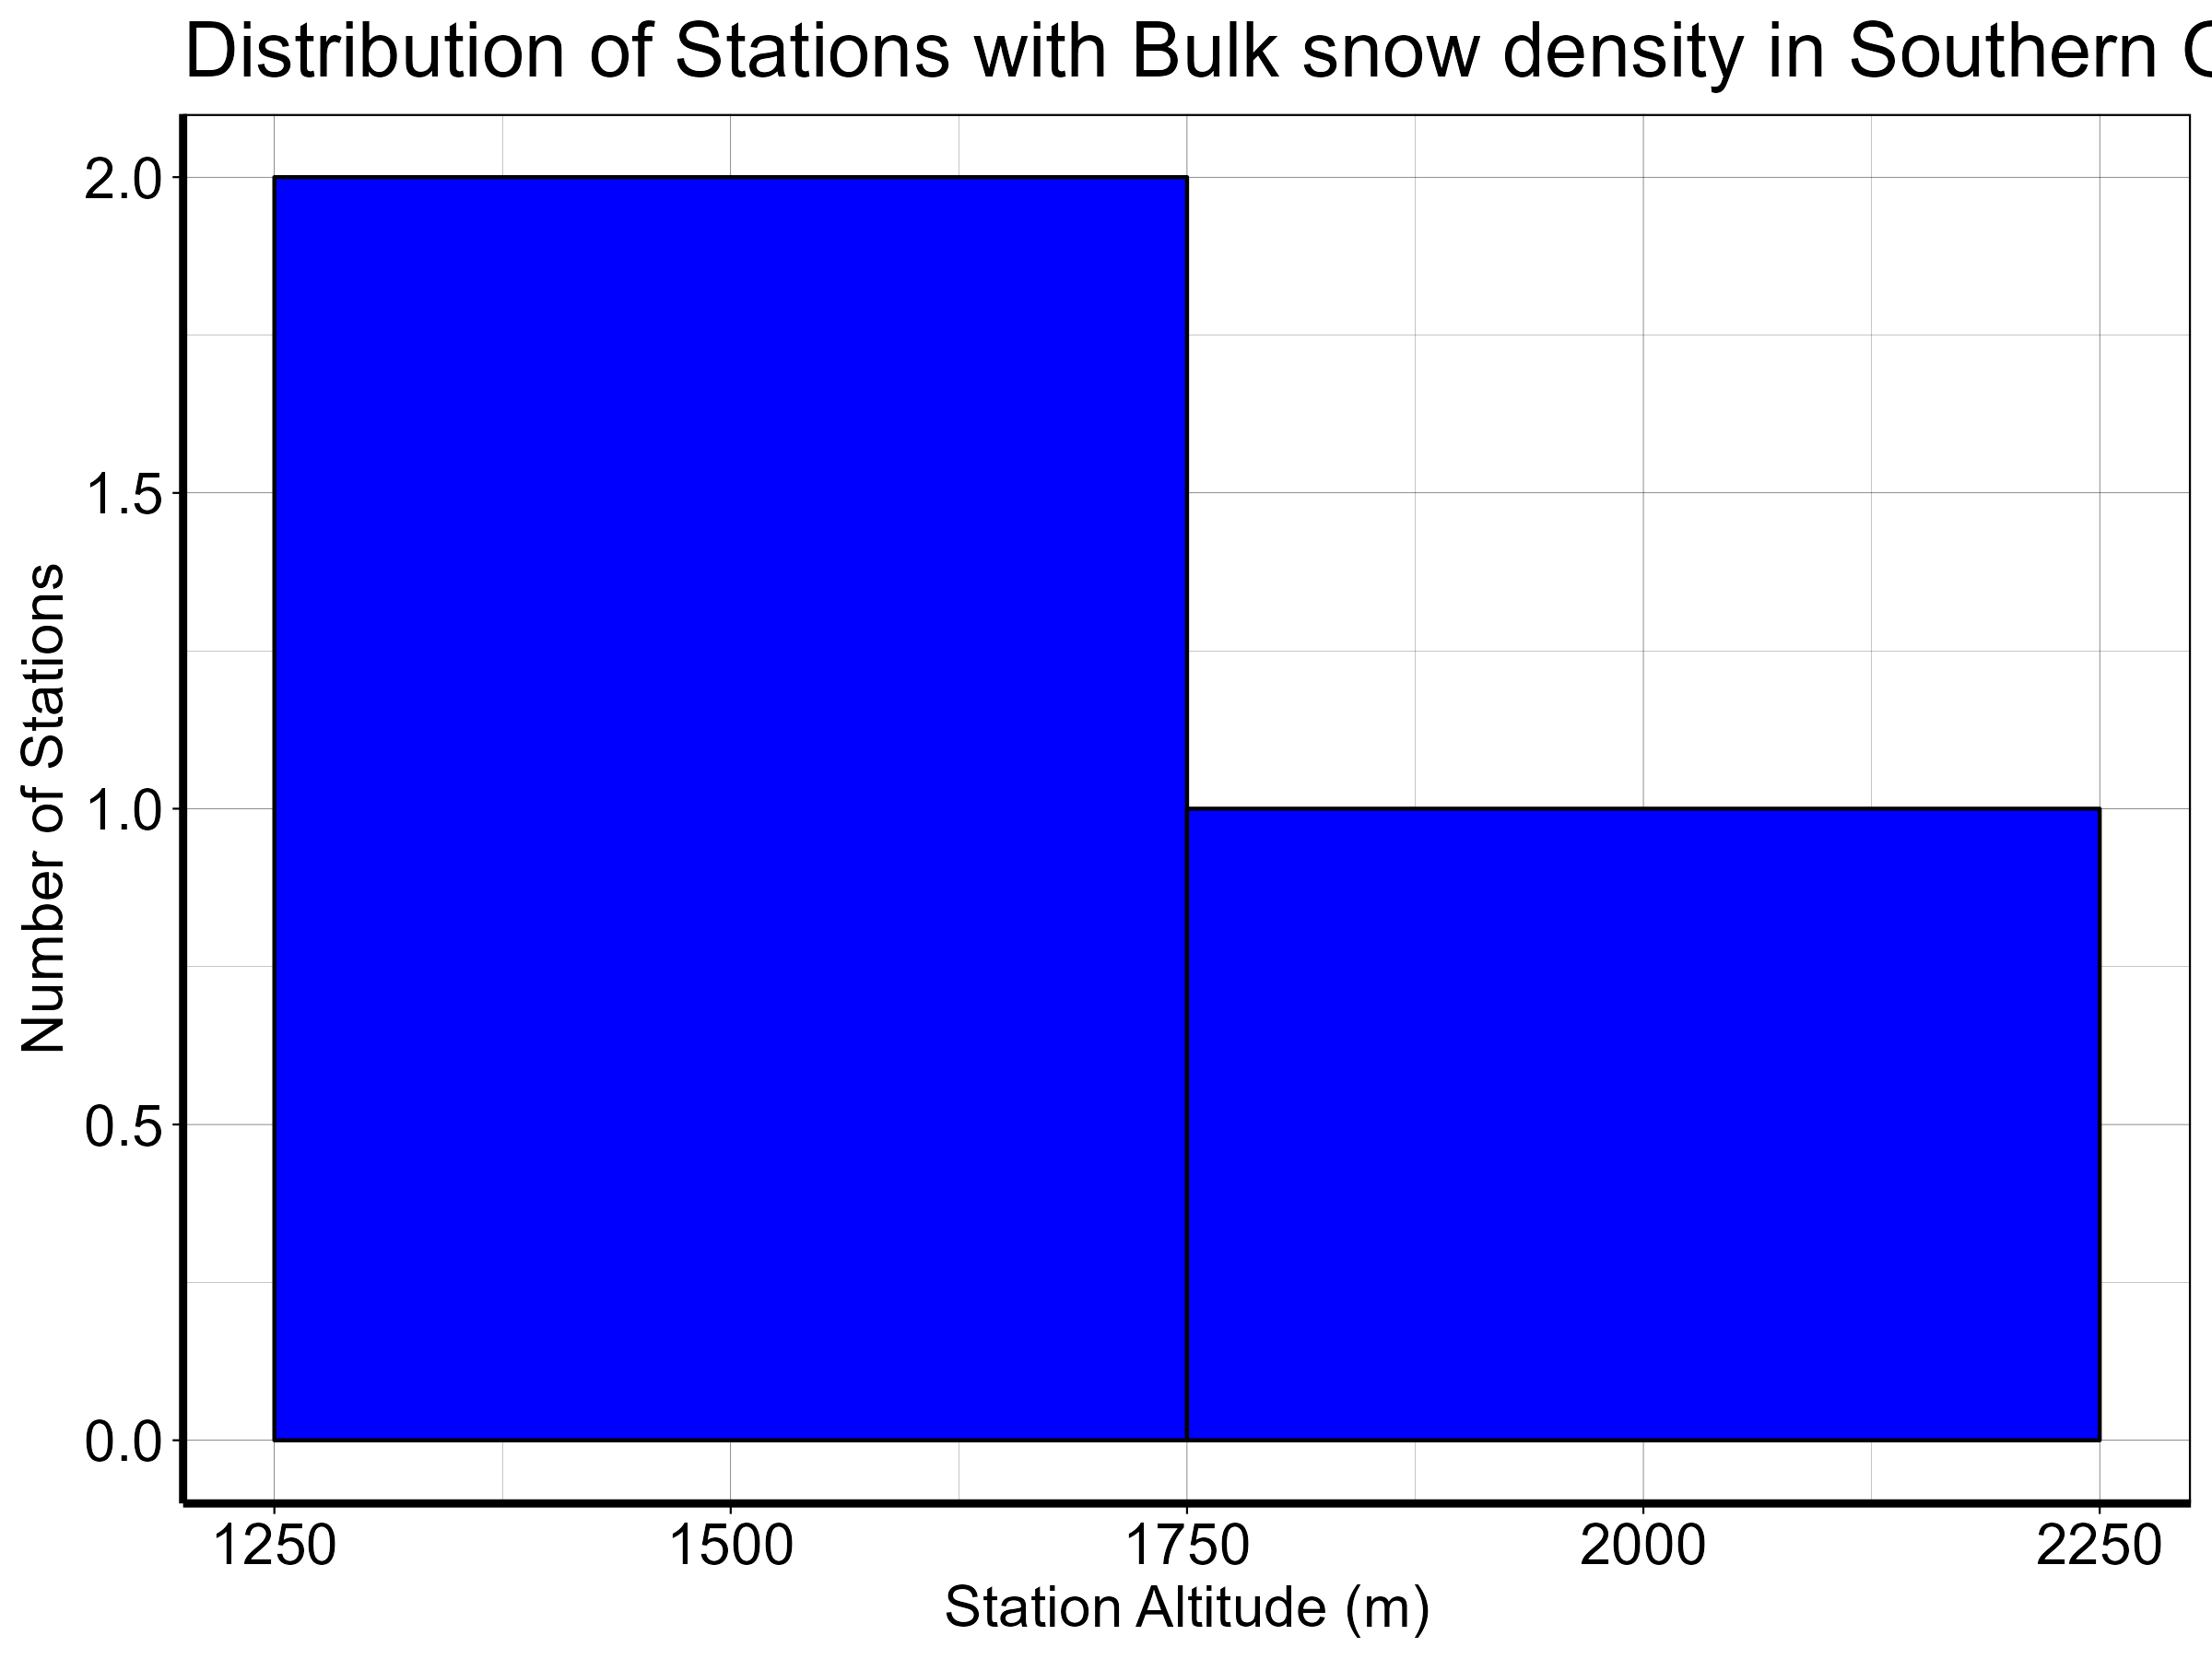 Distribution of Stations with Bulk snow density in Southern
2.0
1.5
1.0
0.5
0.0
Number of Stations
1250 1500 1750 2000 2250
Station Altitude (m)